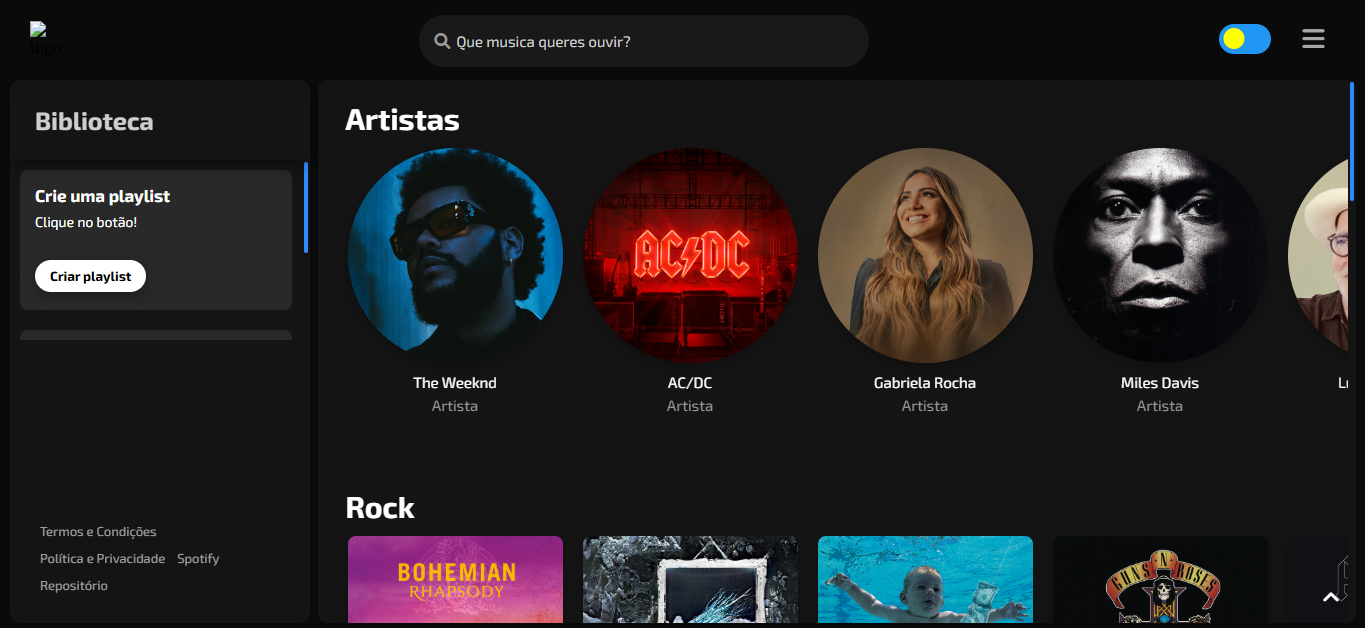 logo
Que musica queres ouvir?
Biblioteca
Crie uma playlist
Clique no botão!
Criar playlist
Termos e Condições
Política e Privacidade Spotify
Repositório
Artistas
AC/DC
The Weeknd
Artista
AC/DC
Artista
Gabriela Rocha
Artista
Miles Davis
Artista
Rock
BOHEMIAN
RHAPSODY
GUNS N' ROSES